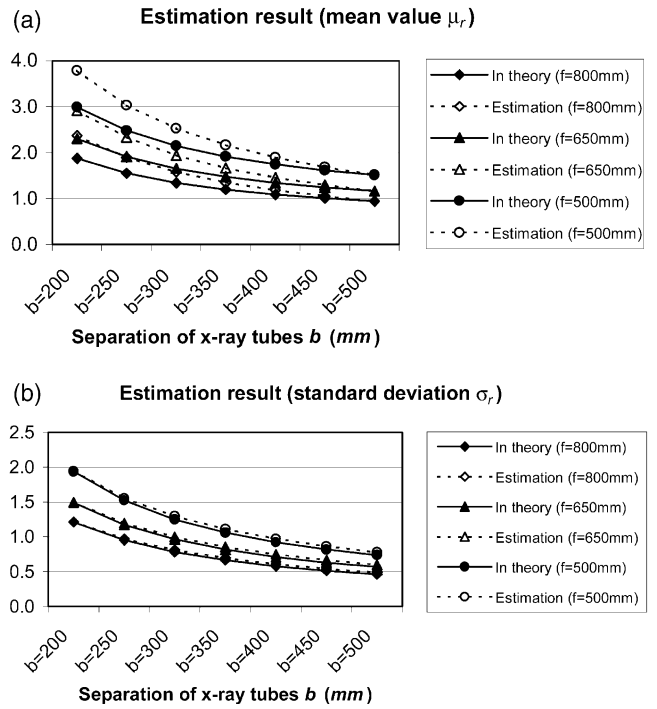 (a)
Estimation result (mean value μr)
4.0
3.0
2.0
1.0
0.0
b=200
b=250
b=300
b=350
b=400
b=450
b=500
Separation of x-ray tubes b (mm)
In theory (f=800mm)
Estimation (f=800mm)
In theory (f=650mm)
Estimation (f=650mm)
In theory (f=500mm)
Estimation (f=500mm)
(b)
Estimation result (standard deviation σr)
2.5
2.0
1.5
1.0
0.5
0.0
b=200
b=250
b=300
b=350
b=400
b=450
b=500
Separation of x-ray tubes b (mm)
In theory (f=800mm)
Estimation (f=800mm)
In theory (f=650mm)
Estimation (f=650mm)
In theory (f=500mm)
Estimation (f=500mm)